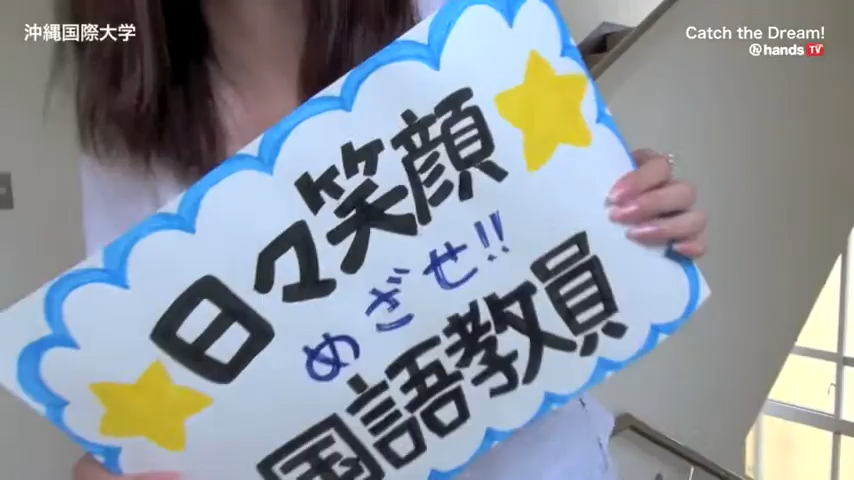 沖縄国際大学
Catch the Dream!
hands TV
日々笑顔
めざせ!!
国語教員